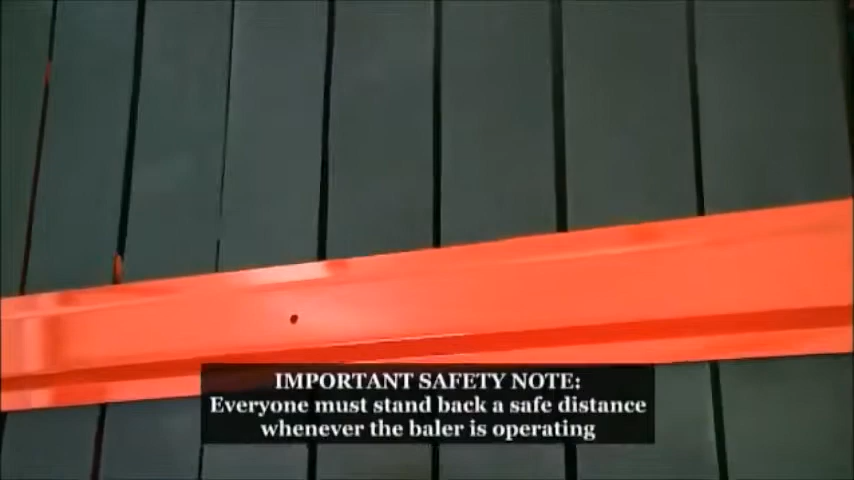 IMPORTANT SAFETY NOTE:
Everyone must stand back a safe distance
whenever the baler is operating